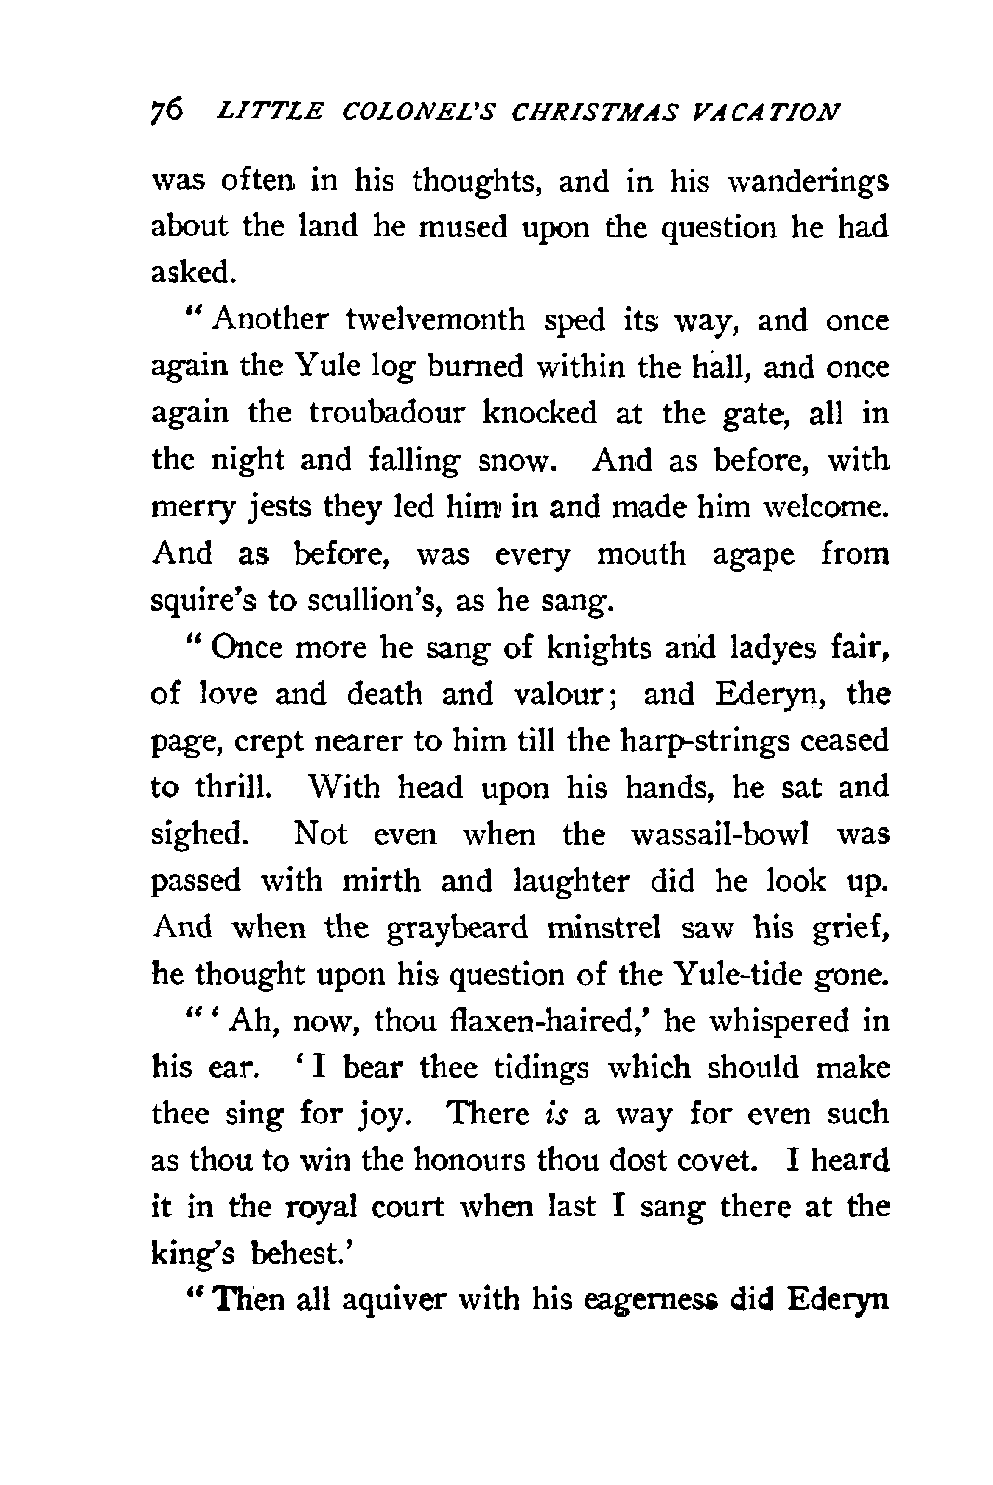 76 LITTLE COLONEL'S CHRISTMAS VACATION
was often in his thoughts, and in his wanderings
about the land he mused upon the question he had
asked.
" Another twelvemonth sped its way, and once
again the Yule log burned within the hall, and once
again the troubadour knocked at the gate, all in
the night and falling snow. And as before, with
merry jests they led him in and made him welcome.
And as before, was every mouth agape from
squire's to scullion's, as he sang.
" Once more he sang of knights and ladyes fair,
of love and death and valour; and Ederyn, the
page, crept nearer to him till the harp-strings ceased
to thrill. With head upon his hands, he sat and
sighed. Not even when the wassail-bowl was
passed with mirth and laughter did he look up.
And when the graybeard minstrel saw his grief,
he thought upon his question of the Yule-tide gone.
" ' Ah, now, thou flaxen-haired,' he whispered in
his ear. ' I bear thee tidings which should make
thee sing for joy. There is a way for even such
as thou to win the honours thou dost covet. I heard
it in the royal court when last I sang there at the
king's behest.'
" Then all aquiver with his eagerness did Ederyn